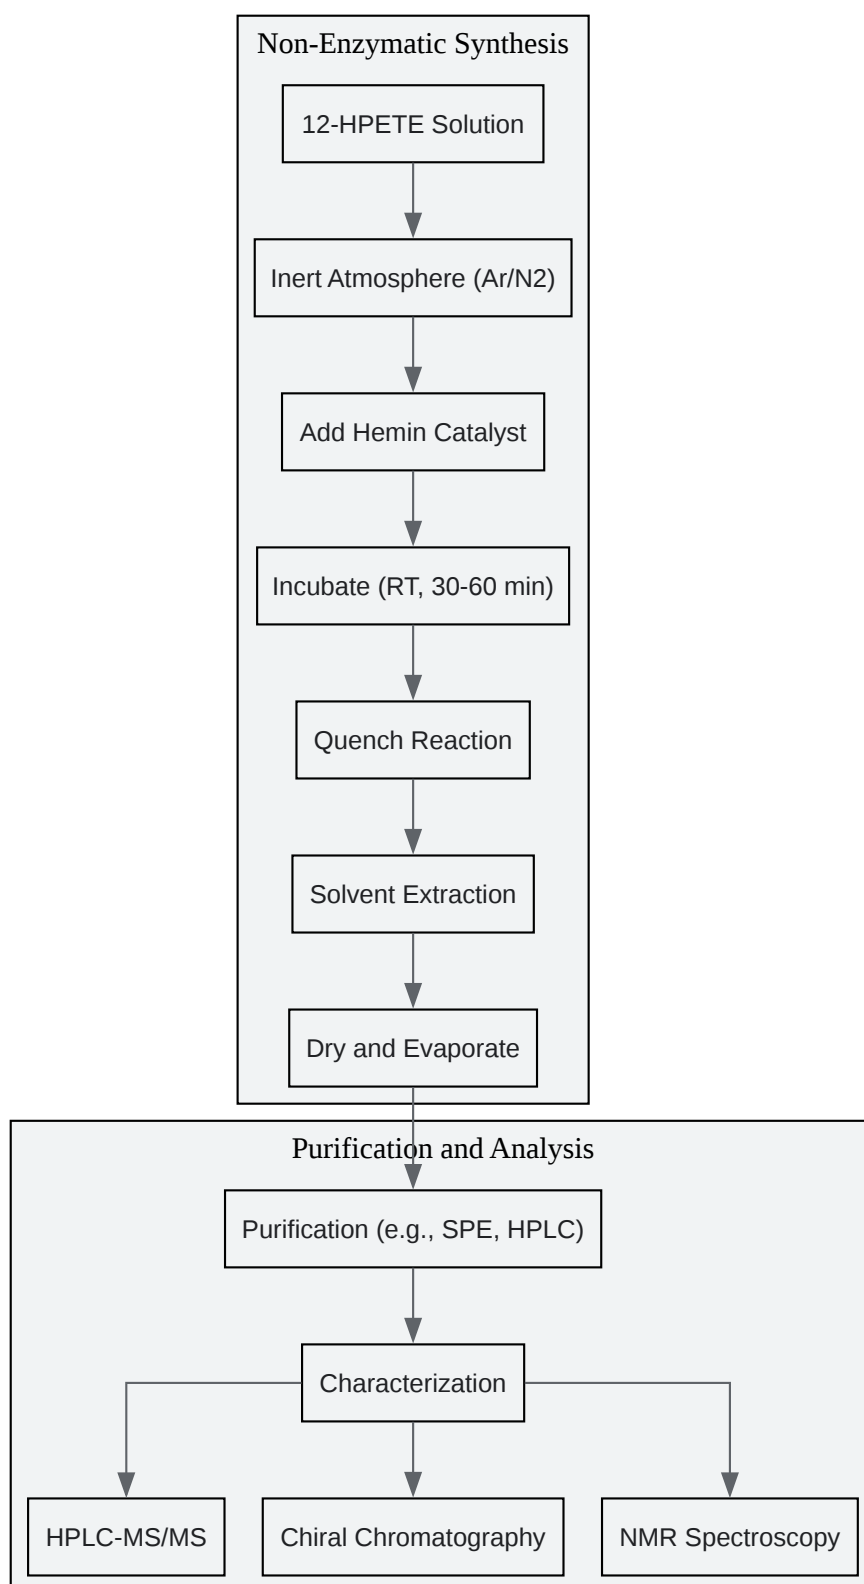 Non-Enzymatic Synthesis
12-HPETE Solution
Inert Atmosphere (Ar/N2)
Add Hemin Catalyst
Incubate (RT, 30-60 min)
Quench Reaction
Solvent Extraction
Dry and Evaporate
Purification and Analysis
Purification (e.g., SPE, HPLC)
Characterization
HPLC-MS/MS
Chiral Chromatography
NMR Spectroscopy